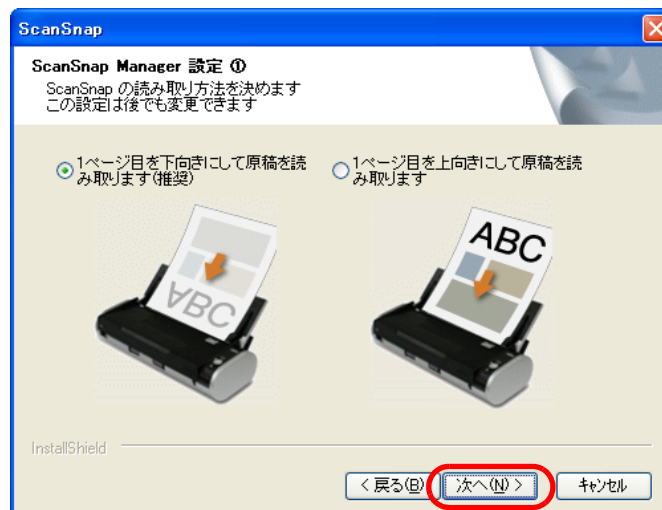 ScanSnap
ScanSnap Manager 設定 ①
ScanSnap の読み取り方法を決めます
この設定は後でも変更できます
1ページ目を下向きにして原稿を読
み取ります(推奨)
1ページ目を上向きにして原稿を読
み取ります
ABC
ABC
InstallShield
< 戻る(B)
次へ(N) >
キャンセル